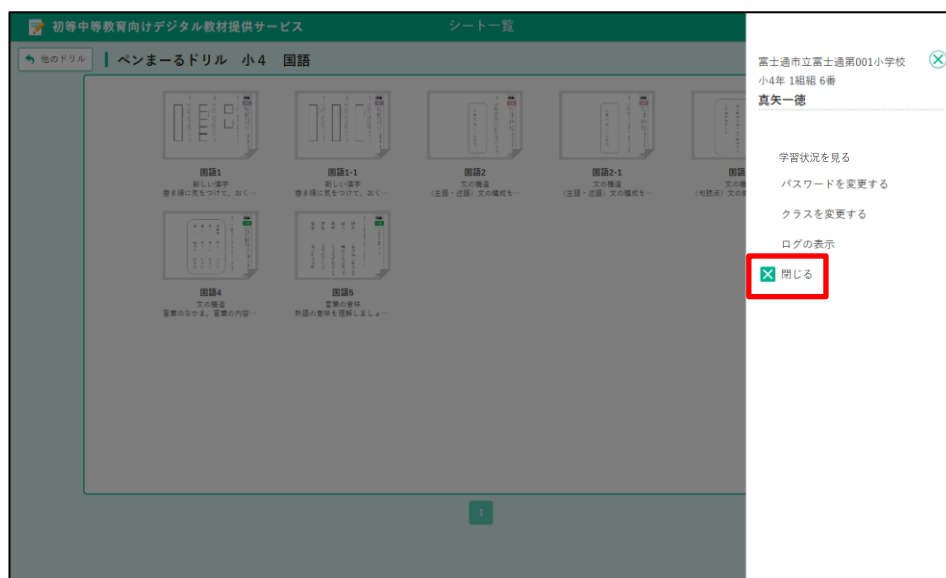 初等中等教育向けデジタル教材提供サービス
シート一覧
他のドリル
ペンまーるドリル 小4 国語
国語1
新しい漢字
書き順に気をつけて、おく…
国語1-1
新しい漢字
書き順に気をつけて、おく…
国語2
文の構造
（主語・述語）文の構成を…
国語2-1
文の構造
（主語・述語）文の構成を…
国語
文の構
（句読点）文の
国語4
文の構造
言葉のなかま。言葉の内容…
国語5
言葉の意味
熟語の意味を理解しましょ…
1
富士通市立富士通第001小学校
小4年 1組組 6番
真矢一徳
学習状況を見る
パスワードを変更する
クラスを変更する
ログの表示
閉じる